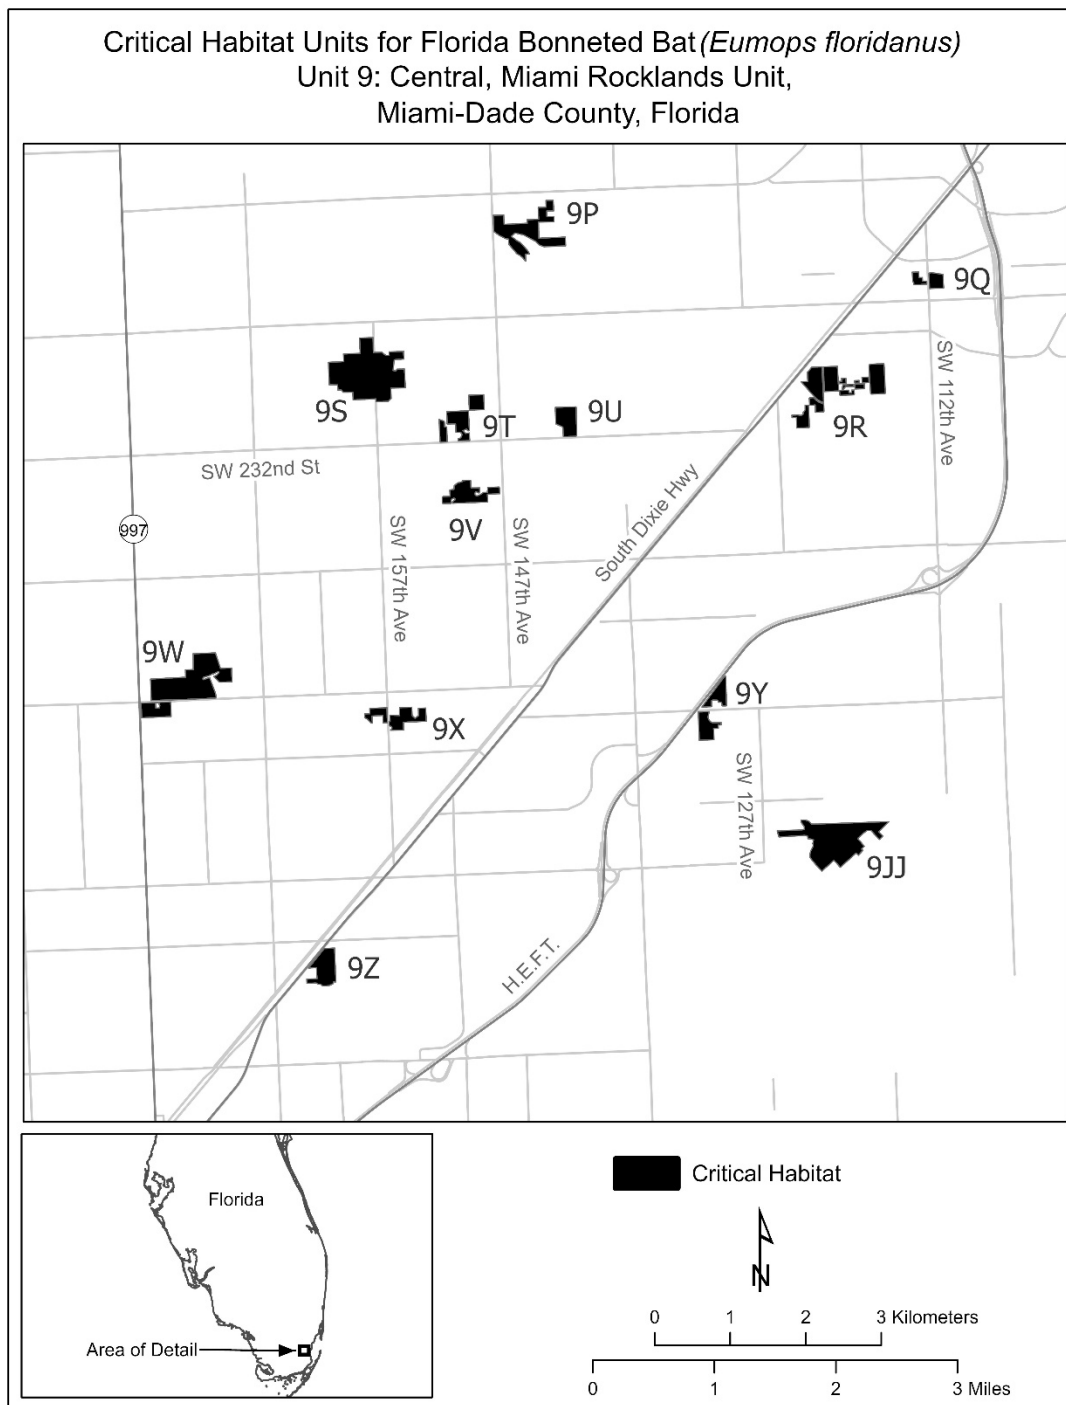 Critical Habitat Units for Florida Bonneted Bat (Eumops floridanus)
Unit 9: Central, Miami Rocklands Unit,
Miami-Dade County, Florida
9P
9Q
9S
9T
9U
9R
SW 112th Ave
SW 232nd St
9V
997
SW 157th Ave
SW 147th Ave
South Dixie Hwy
9W
9X
9Y
SW 127th Ave
9JJ
9Z
H.E.F.T.
Florida
Area of Detail
Critical Habitat
N
0 1 2 3 Kilometers
0 1 2 3 Miles